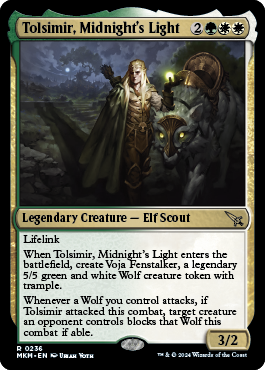 Tolsimir, Midnight's Light 2
Legendary Creature — Elf Scout
Lifelink
When Tolsimir, Midnight's Light enters the
battlefield, create Voja Fenstalker, a legendary
5/5 green and white Wolf creature token with
trample.
Whenever a Wolf you control attacks, if
Tolsimir attacked this combat, target creature
an opponent controls blocks that Wolf this
combat if able.
3/2
R 0236
MKM • EN Uriah Voth
™ & © 2024 Wizards of the Coast